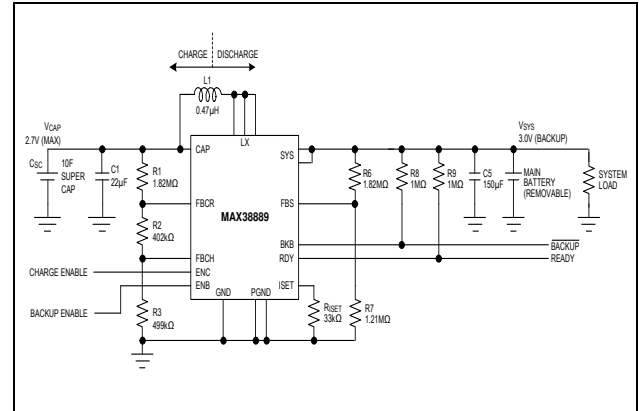 CHARGE DISCHARGE
L1
0.47µH
VCAP
2.7V (MAX)
VSYS
3.0V (BACKUP)
CAP
LX
SYS
CSC
10F
SUPER
CAP
C1
22µF
R1
1.82MΩ
R6
1.82MΩ
R8
1MΩ
R9
1MΩ
C5
150µF
MAIN
BATTERY
(REMOVABLE)
SYSTEM
LOAD
FBCR
FBS
MAX38889
R2
402kΩ
BKB
BACKUP
RDY
READY
FBCH
CHARGE ENABLE
ENC
ISET
ENB
BACKUP ENABLE
GND
PGND
R3
499kΩ
RISET
33kΩ
R7
1.21MΩ